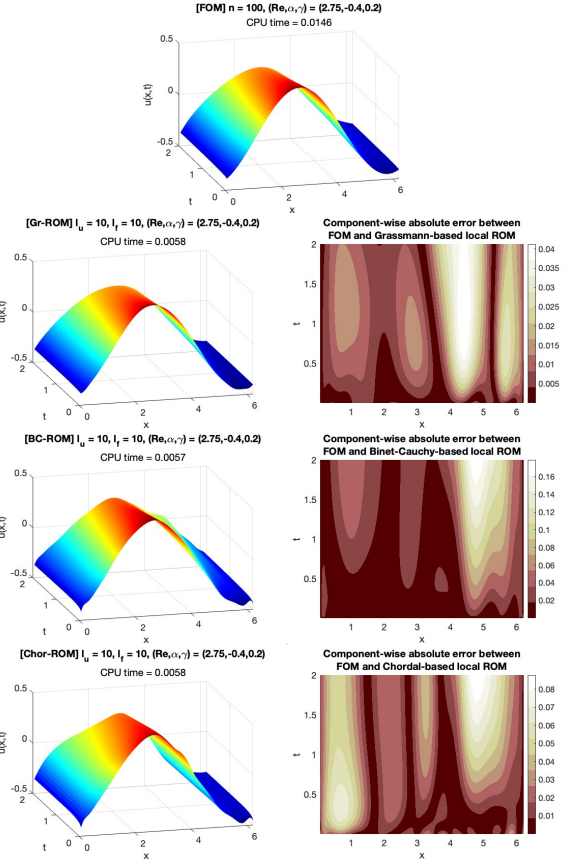 [FOM] n = 100, (Re,α,γ) = (2.75,-0.4,0.2)
CPU time = 0.0146
0.5
0
-0.5
u(x,t)
2
1
0
t
0
2
4
6
x
[Gr-ROM] l_u = 10, l_f = 10, (Re,α,γ) = (2.75,-0.4,0.2)
CPU time = 0.0058
0.5
0
-0.5
u(x,t)
2
1
0
t
0
2
4
6
x
Component-wise absolute error between
FOM and Grassmann-based local ROM
2
1.5
1
0.5
t
1
2
3
4
5
6
x
0.04
0.035
0.03
0.025
0.02
0.015
0.01
0.005
[BC-ROM] l_u = 10, l_f = 10, (Re,α,γ) = (2.75,-0.4,0.2)
CPU time = 0.0057
0.5
0
-0.5
u(x,t)
2
1
0
t
0
2
4
6
x
Component-wise absolute error between
FOM and Binet-Cauchy-based local ROM
2
1.5
1
0.5
t
1
2
3
4
5
6
x
0.16
0.14
0.12
0.1
0.08
0.06
0.04
0.02
[Chor-ROM] l_u = 10, l_f = 10, (Re,α,γ) = (2.75,-0.4,0.2)
CPU time = 0.0058
0.5
0
-0.5
u(x,t)
2
1
0
t
0
2
4
6
x
Component-wise absolute error between
FOM and Chordal-based local ROM
2
1.5
1
0.5
t
1
2
3
4
5
6
x
0.08
0.07
0.06
0.05
0.04
0.03
0.02
0.01